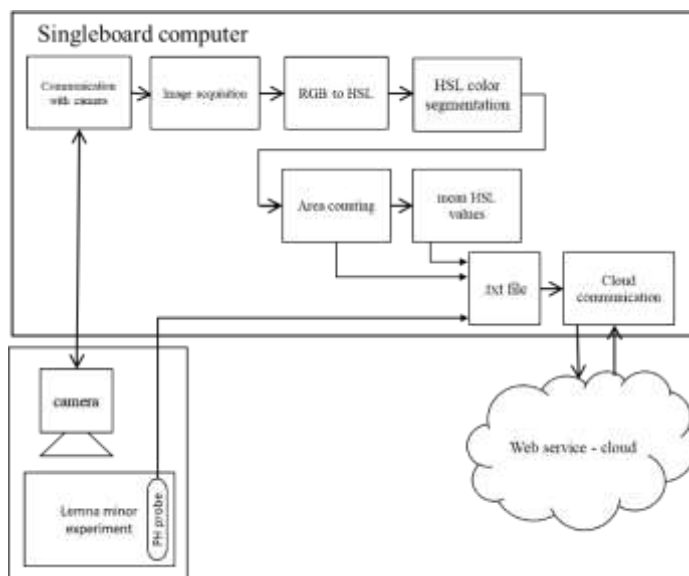 Singleboard computer
Communication
with camera
Image acquisition
RGB to HSL
HSL color
segmentation
Area counting
mean HSL
values
.txt file
Cloud
communication
camera
Web service - cloud
Lemna minor
experiment
PH probe